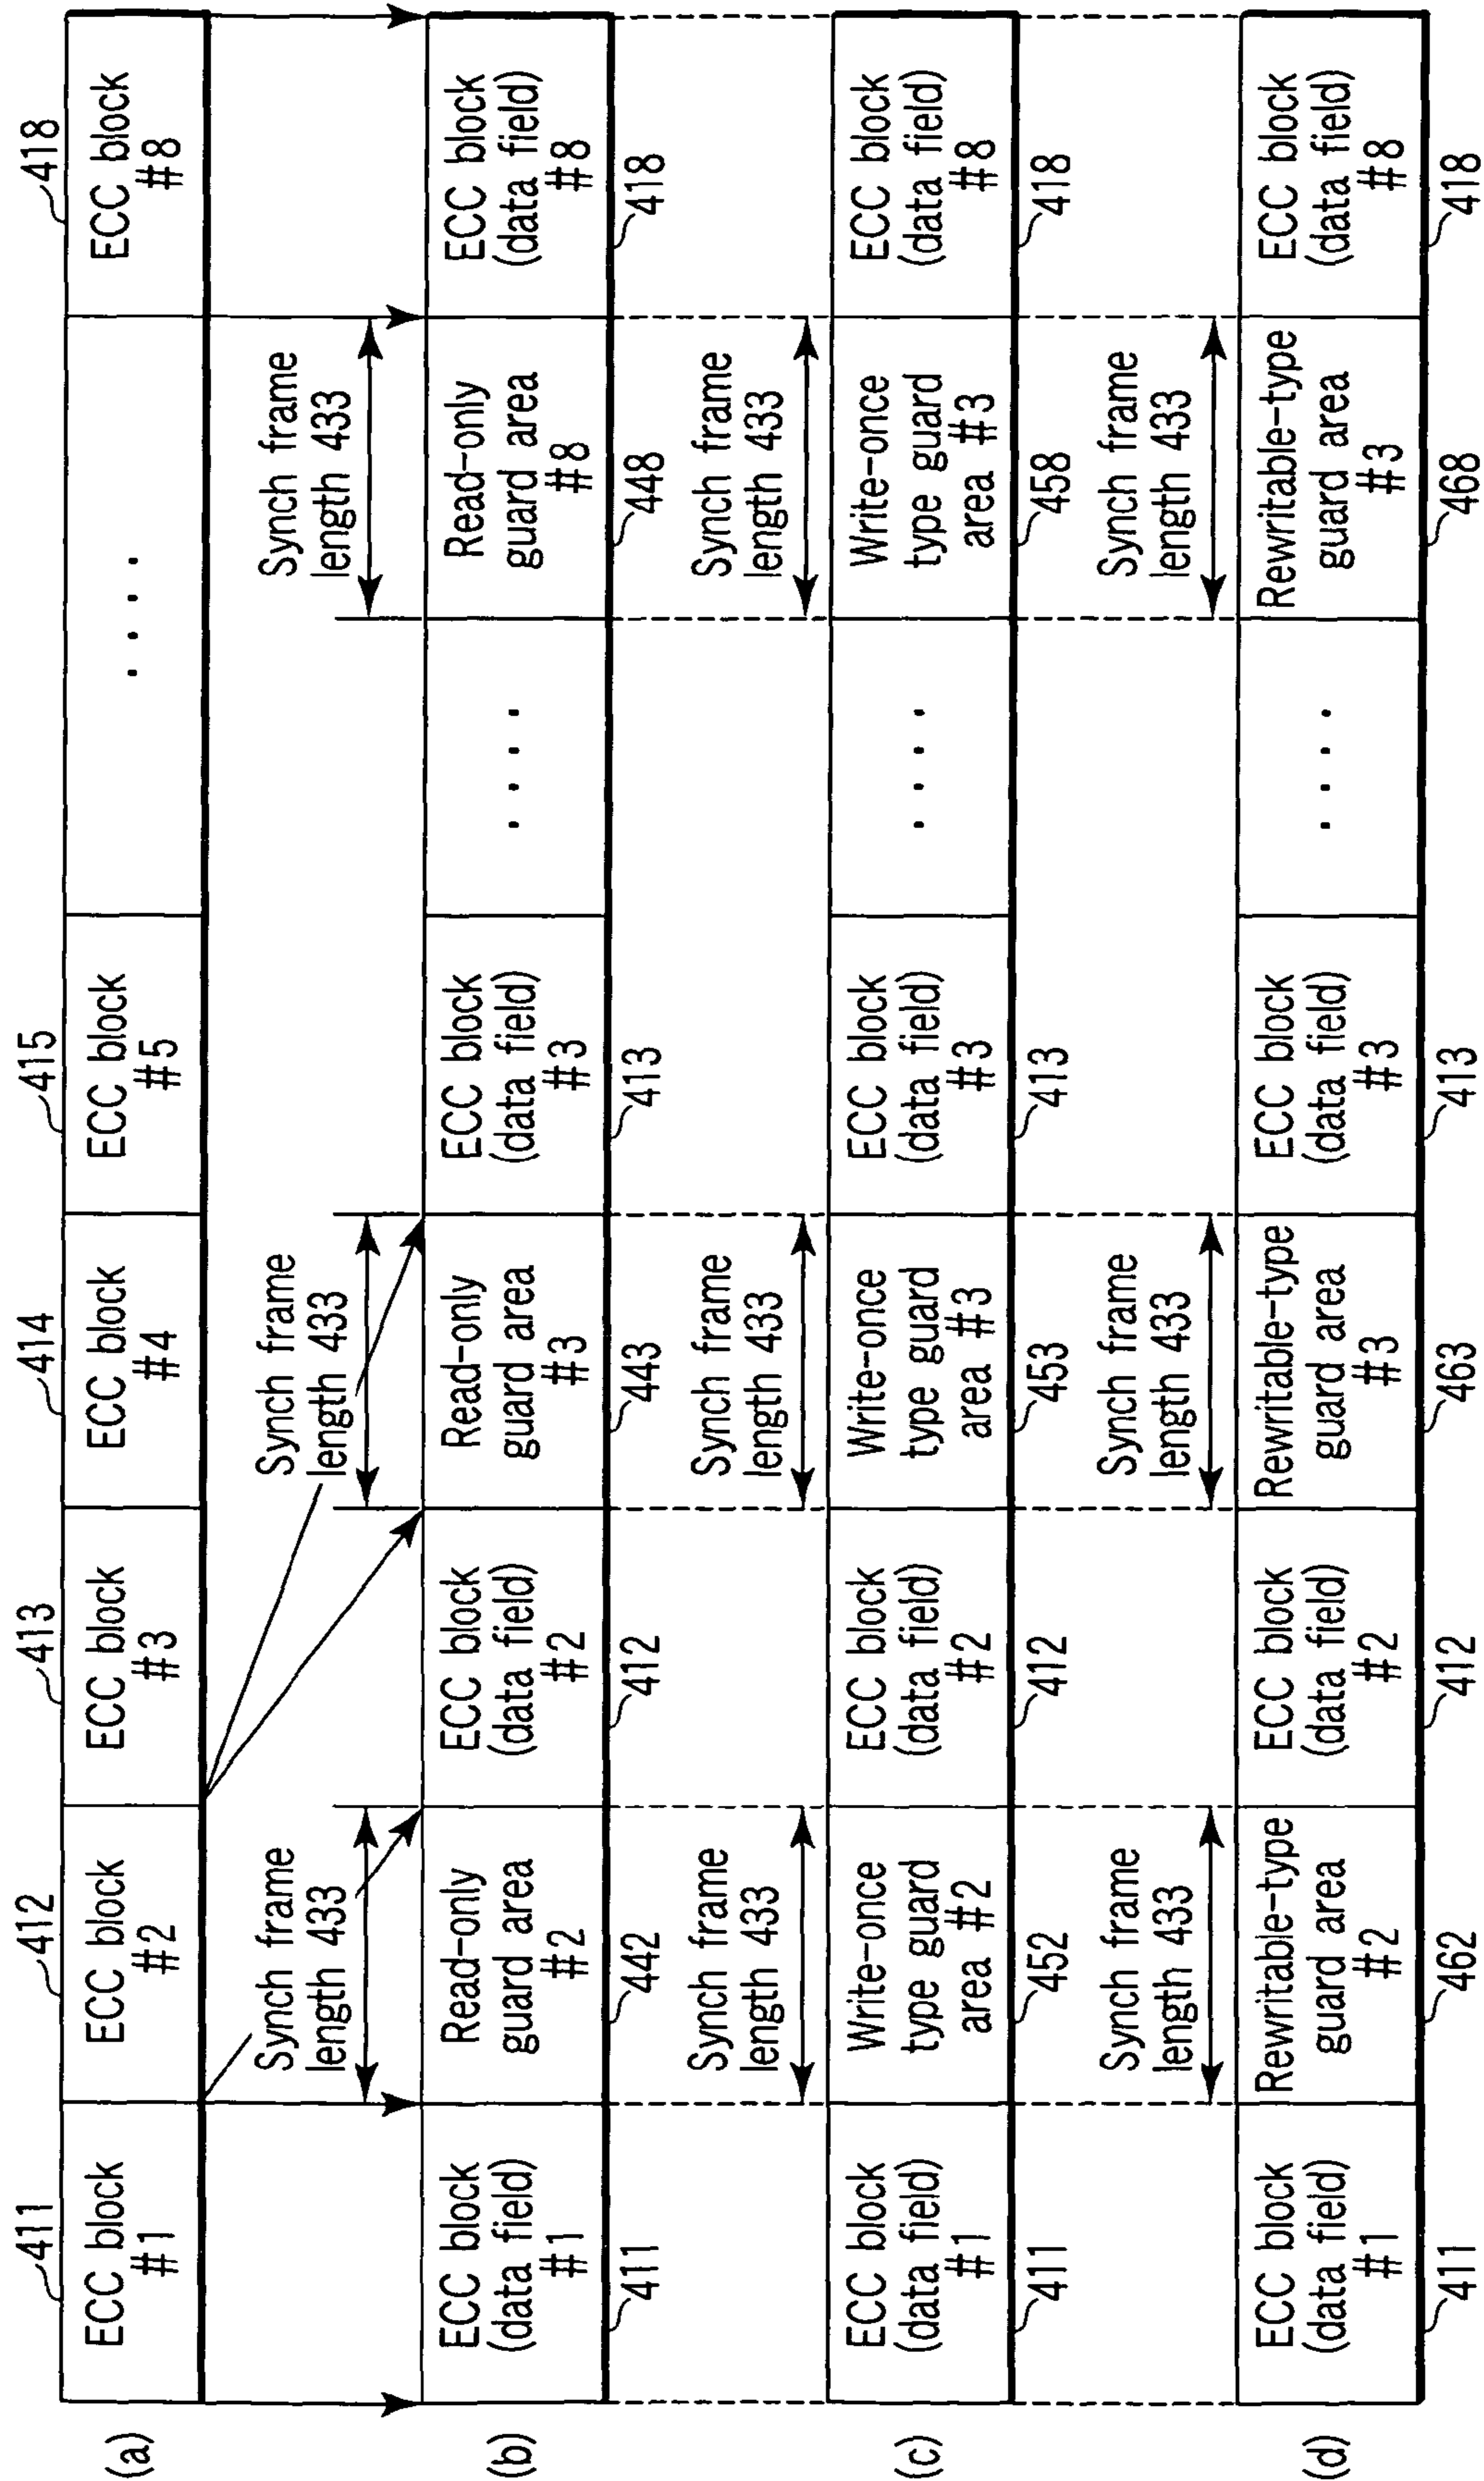 (a)
411
412
413
414
415
418
ECC block
#1
ECC block
#2
ECC block
#3
ECC block
#4
ECC block
#5
. . . .
ECC block
#8
Synch frame
length 433
Synch frame
length 433
Synch frame
length 433
(b)
ECC block
(data field)
#1
Read-only
guard area
#2
ECC block
(data field)
#2
Read-only
guard area
#3
ECC block
(data field)
#3
. . . .
Read-only
guard area
#8
ECC block
(data field)
#8
411
442
412
443
413
448
418
Synch frame
length 433
Synch frame
length 433
Synch frame
length 433
(c)
ECC block
(data field)
#1
Write-once
type guard
area #2
ECC block
(data field)
#2
Write-once
type guard
area #3
ECC block
(data field)
#3
. . . .
Write-once
type guard
area #3
ECC block
(data field)
#8
411
452
412
453
413
458
418
Synch frame
length 433
Synch frame
length 433
Synch frame
length 433
(d)
ECC block
(data field)
#1
Rewritable-type
guard area
#2
ECC block
(data field)
#2
Rewritable-type
guard area
#3
ECC block
(data field)
#3
. . . .
Rewritable-type
guard area
#3
ECC block
(data field)
#8
411
462
412
463
413
468
418